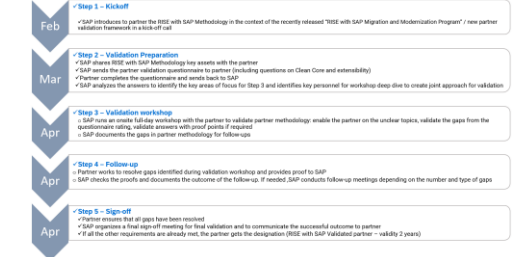 Feb
✓Step 1 – Kickoff
✓SAP introduces to partner the RISE with SAP Methodology in the context of the recently released "RISE with SAP Migration and Modernization Program" / new partner
validation framework in a kick-off call
Mar
✓Step 2 – Validation Preparation
✓SAP shares RISE with SAP Methodology key assets with the partner
✓SAP sends the partner validation questionnaire to partner (including questions on Clean Core and extensibility)
✓Partner completes the questionnaire and sends back to SAP
✓SAP analyzes the answers to identify the key areas of focus for Step 3 and identifies key personnel for workshop deep dive to create joint approach for validation
Apr
✓Step 3 – Validation workshop
o SAP runs an onsite full-day workshop with the partner to validate partner methodology: enable the partner on the unclear topics, validate the gaps from the
questionnaire rating, validate answers with proof points if required
o SAP documents the gaps in partner methodology for follow-ups
Apr
✓Step 4 – Follow-up
o Partner works to resolve gaps identified during validation workshop and provides proof to SAP
o SAP checks the proofs and documents the outcome of the follow-up. If needed ,SAP conducts follow-up meetings depending on the number and type of gaps
Apr
✓Step 5 – Sign-off
✓Partner ensures that all gaps have been resolved
✓SAP organizes a final sign-off meeting for final validation and to communicate the successful outcome to partner
✓If all the other requirements are already met, the partner gets the designation (RISE with SAP Validated partner – validity 2 years)